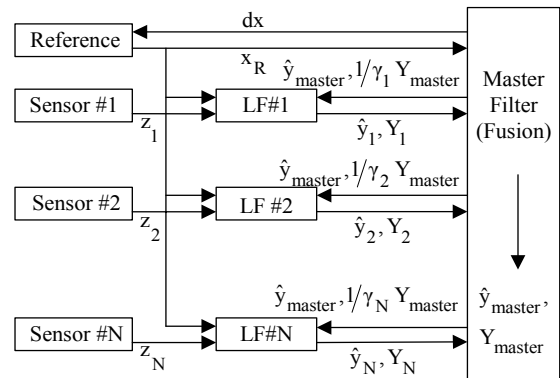 dx
Reference
x_R
ŷ_master, 1/γ_1 Y_master
Master
Filter
(Fusion)
Sensor #1
LF#1
z_1
ŷ_1, Y_1
ŷ_master, 1/γ_2 Y_master
Sensor #2
LF #2
z_2
ŷ_2, Y_2
ŷ_master, 1/γ_N Y_master
ŷ_master,
Y_master
Sensor #N
LF#N
z_N
ŷ_N, Y_N